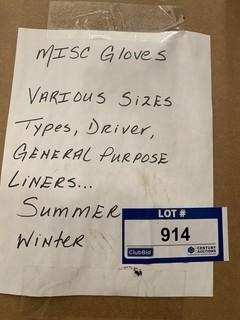 MISC Gloves
VARIOUS SIZES
TYPES, DRIVER,
GENERAL PURPOSE
LINERS...
SUMMER
WINTER
LOT #
914
ClubBid
CENTURY
AUCTIONS